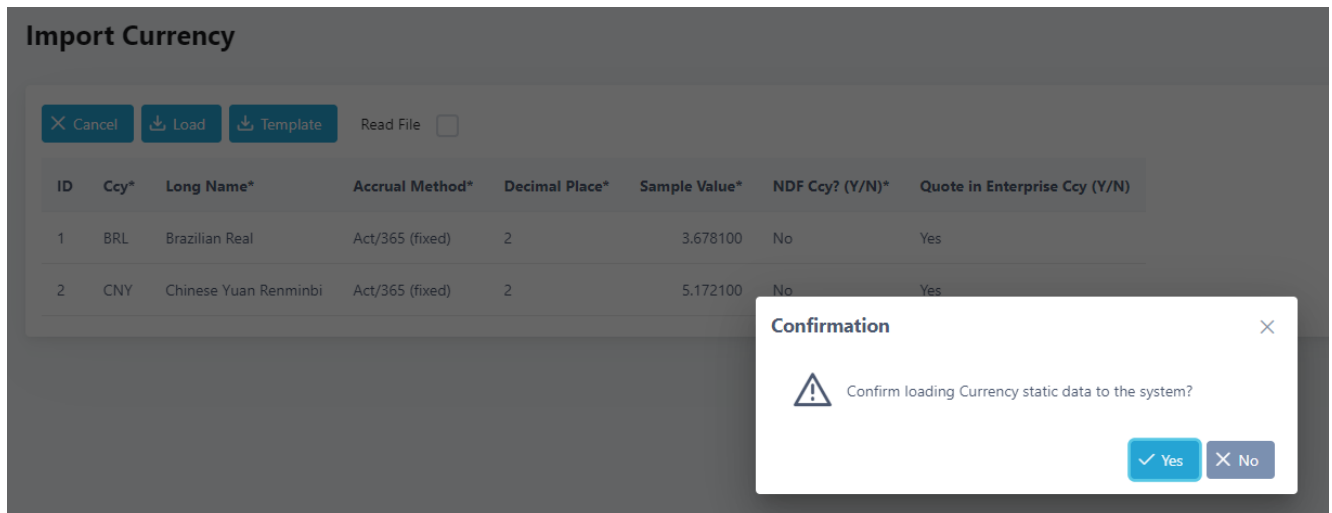 Import Currency
Cancel Load Template Read File
ID Ccy* Long Name* Accrual Method* Decimal Place* Sample Value* NDF Ccy? (Y/N)* Quote in Enterprise Ccy (Y/N)
1 BRL Brazilian Real Act/365 (fixed) 2 3.678100 No Yes
2 CNY Chinese Yuan Renminbi Act/365 (fixed) 2 5.172100 No Yes
Confirmation
Confirm loading Currency static data to the system?
Yes No